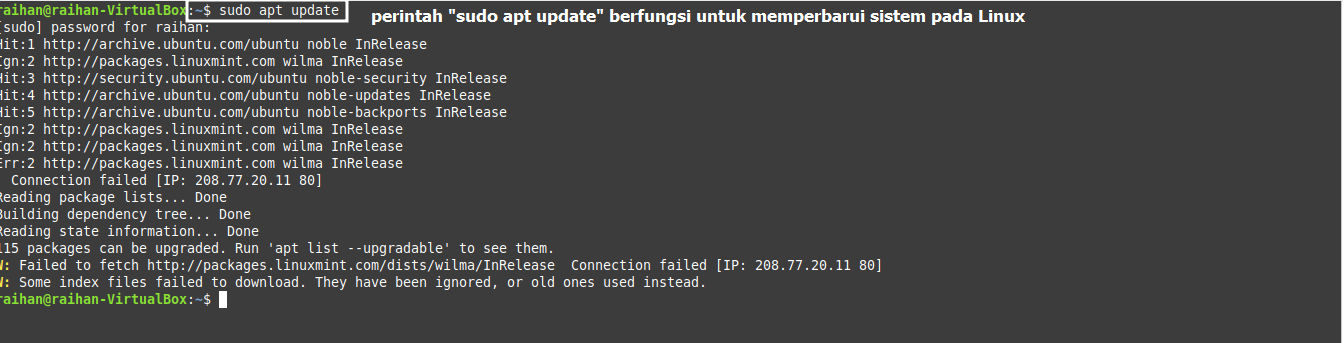 raihan@raihan-VirtualBox:~$ sudo apt update
perintah "sudo apt update" berfungsi untuk memperbarui sistem pada Linux
[sudo] password for raihan:
Hit:1 http://archive.ubuntu.com/ubuntu noble InRelease
Ign:2 http://packages.linuxmint.com wilma InRelease
Hit:3 http://security.ubuntu.com/ubuntu noble-security InRelease
Hit:4 http://archive.ubuntu.com/ubuntu noble-updates InRelease
Hit:5 http://archive.ubuntu.com/ubuntu noble-backports InRelease
Ign:2 http://packages.linuxmint.com wilma InRelease
Ign:2 http://packages.linuxmint.com wilma InRelease
Err:2 http://packages.linuxmint.com wilma InRelease
Connection failed [IP: 208.77.20.11 80]
Reading package lists... Done
Building dependency tree... Done
Reading state information... Done
115 packages can be upgraded. Run 'apt list --upgradable' to see them.
W: Failed to fetch http://packages.linuxmint.com/dists/wilma/InRelease  Connection failed [IP: 208.77.20.11 80]
W: Some index files failed to download. They have been ignored, or old ones used instead.
raihan@raihan-VirtualBox:~$